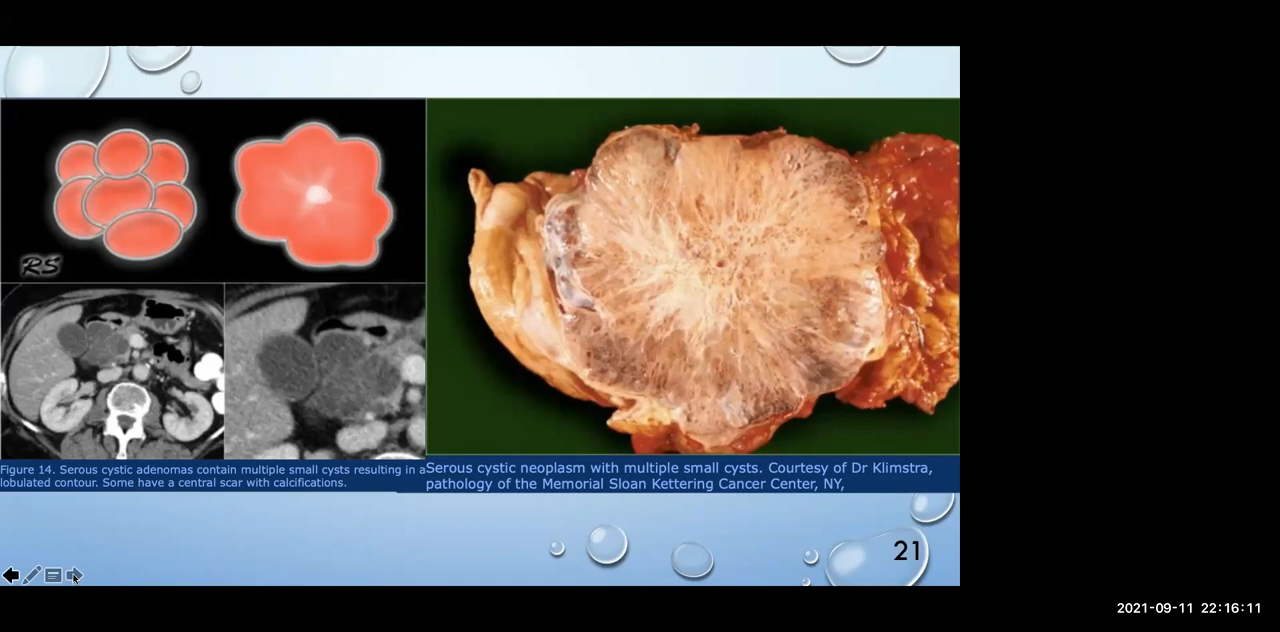 RS
Figure 14. Serous cystic adenomas contain multiple small cysts resulting in a
lobulated contour. Some have a central scar with calcifications.
Serous cystic neoplasm with multiple small cysts. Courtesy of Dr Klimstra,
pathology of the Memorial Sloan Kettering Cancer Center, NY,
21
2021-09-11 22:16:11